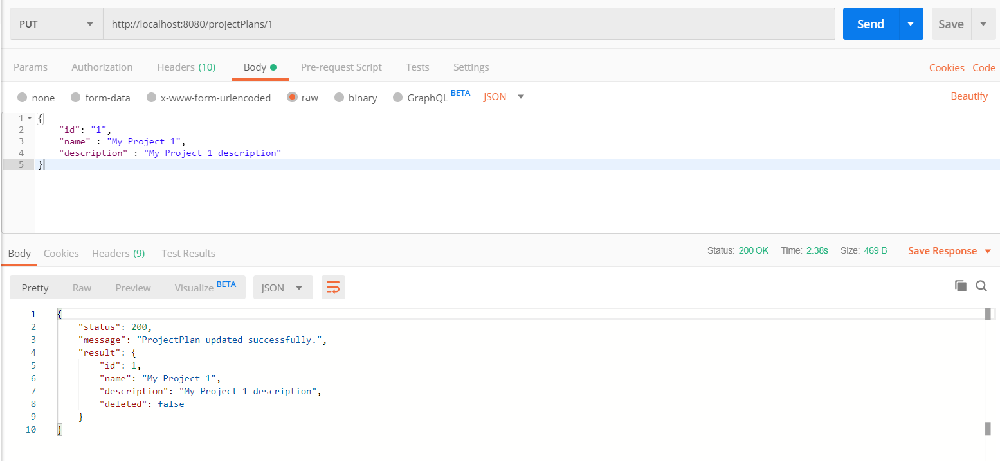 PUT http://localhost:8080/projectPlans/1 Send Save
Params Authorization Headers (10) Body Pre-request Script Tests Settings Cookies Code
none form-data x-www-form-urlencoded raw binary GraphQL BETA JSON Beautify
1 {
2 "id": "1",
3 "name" : "My Project 1",
4 "description" : "My Project 1 description"
5 }
Body Cookies Headers (9) Test Results Status: 200 OK Time: 2.38s Size: 469 B Save Response
Pretty Raw Preview Visualize BETA JSON
1 {
2 "status": 200,
3 "message": "ProjectPlan updated successfully.",
4 "result": {
5 "id": 1,
6 "name": "My Project 1",
7 "description": "My Project 1 description",
8 "deleted": false
9 }
10 }